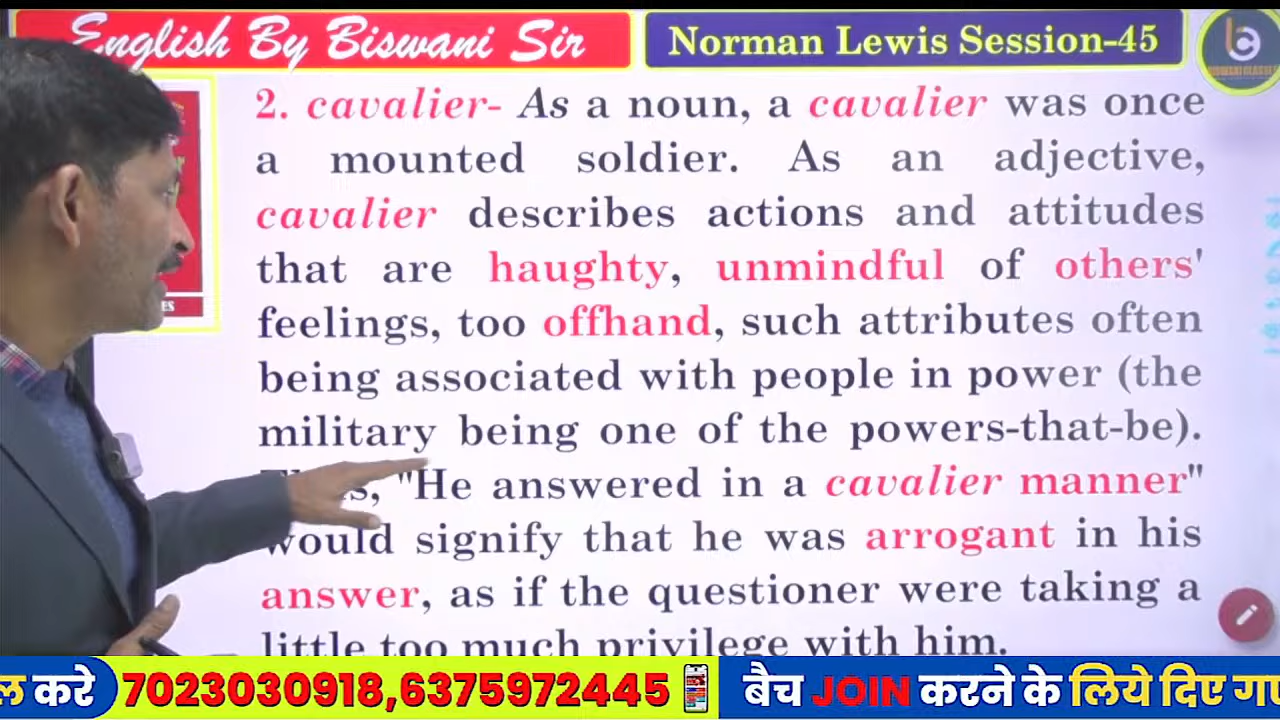 English By Biswani Sir
Norman Lewis Session-45
2. cavalier- As a noun, a cavalier was once
a mounted soldier. As an adjective,
cavalier describes actions and attitudes
that are haughty, unmindful of others'
feelings, too offhand, such attributes often
being associated with people in power (the
military being one of the powers-that-be).
"He answered in a cavalier manner"
would signify that he was arrogant in his
answer, as if the questioner were taking a
little too much privilege with him.
करे 7023030918,6375972445 बैच JOIN करने के लिये दिए